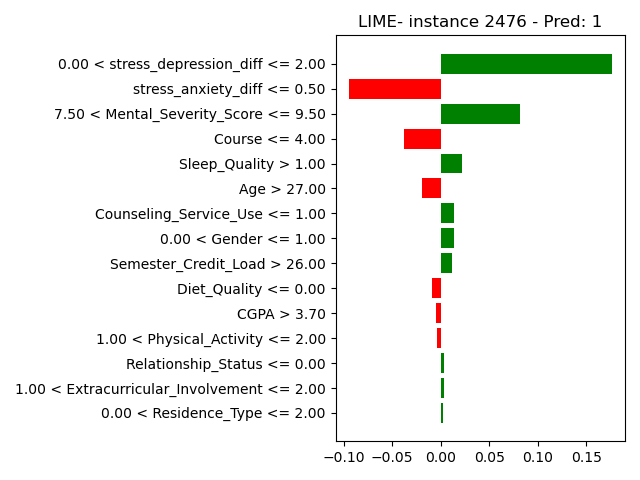 LIME- instance 2476 - Pred: 1
0.00 < stress_depression_diff <= 2.00
stress_anxiety_diff <= 0.50
7.50 < Mental_Severity_Score <= 9.50
Course <= 4.00
Sleep_Quality > 1.00
Age > 27.00
Counseling_Service_Use <= 1.00
0.00 < Gender <= 1.00
Semester_Credit_Load > 26.00
Diet_Quality <= 0.00
CGPA > 3.70
1.00 < Physical_Activity <= 2.00
Relationship_Status <= 0.00
1.00 < Extracurricular_Involvement <= 2.00
0.00 < Residence_Type <= 2.00
−0.10 −0.05 0.00 0.05 0.10 0.15